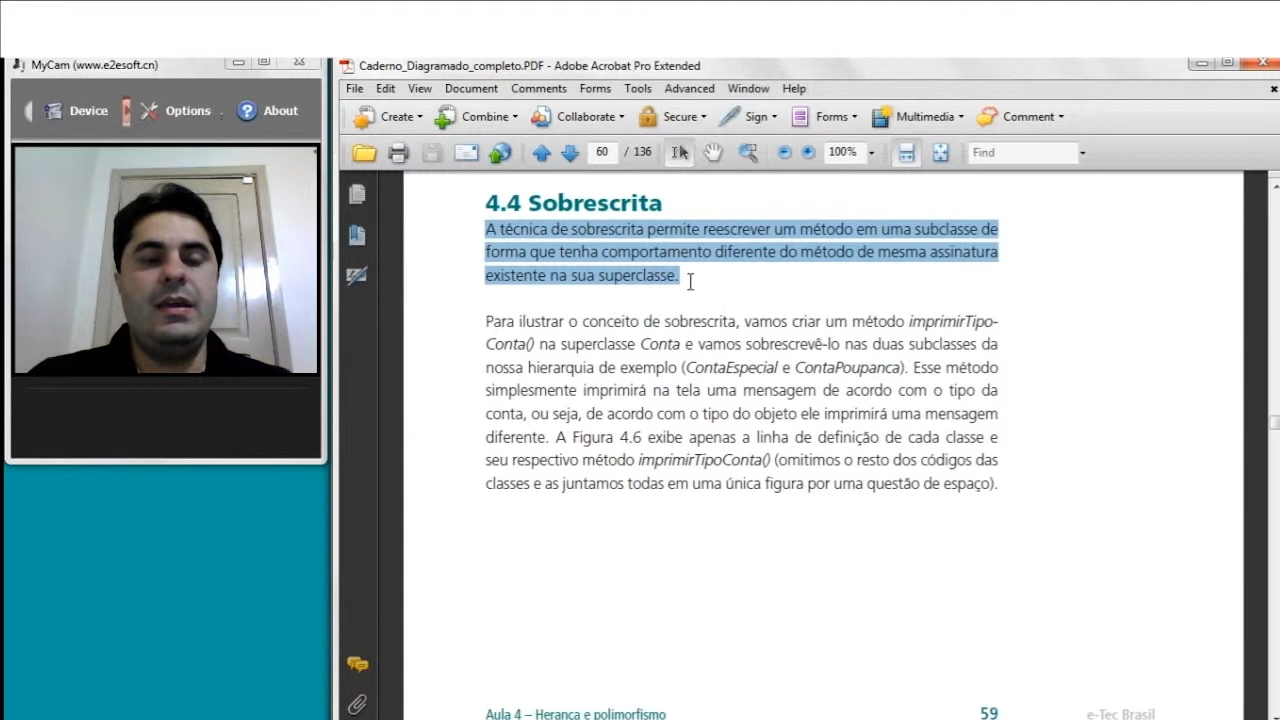 MyCam (www.e2esoft.cn)
Device
Options
About
Caderno_Diagramado_completo.PDF - Adobe Acrobat Pro Extended
File Edit View Document Comments Forms Tools Advanced Window Help
Create Combine Collaborate Secure Sign Forms Multimedia Comment
60 / 136 100% Find
4.4 Sobrescrita
A técnica de sobrescrita permite reescrever um método em uma subclasse de
forma que tenha comportamento diferente do método de mesma assinatura
existente na sua superclasse.
Para ilustrar o conceito de sobrescrita, vamos criar um método imprimirTipo-
Conta() na superclasse Conta e vamos sobrescrevê-lo nas duas subclasses da
nossa hierarquia de exemplo (ContaEspecial e ContaPoupanca). Esse método
simplesmente imprimirá na tela uma mensagem de acordo com o tipo da
conta, ou seja, de acordo com o tipo do objeto ele imprimirá uma mensagem
diferente. A Figura 4.6 exibe apenas a linha de definição de cada classe e
seu respectivo método imprimirTipoConta() (omitimos o resto dos códigos das
classes e as juntamos todas em uma única figura por uma questão de espaço).
Aula 4 – Herança e polimorfismo 59 e-Tec Brasil